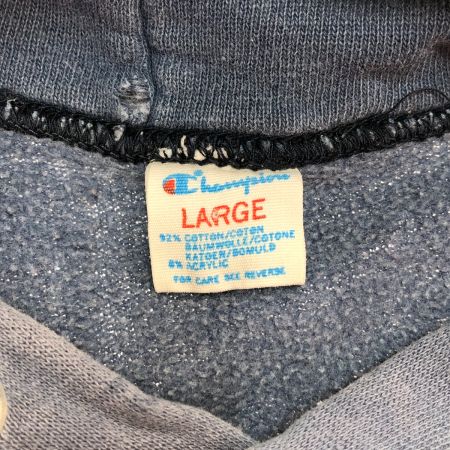 Champion
LARGE
92% COTTON/COTON
BAUMWOLLE/COTONE
KATOEN/BOMULD
8% ACRYLIC
FOR CARE SEE REVERSE